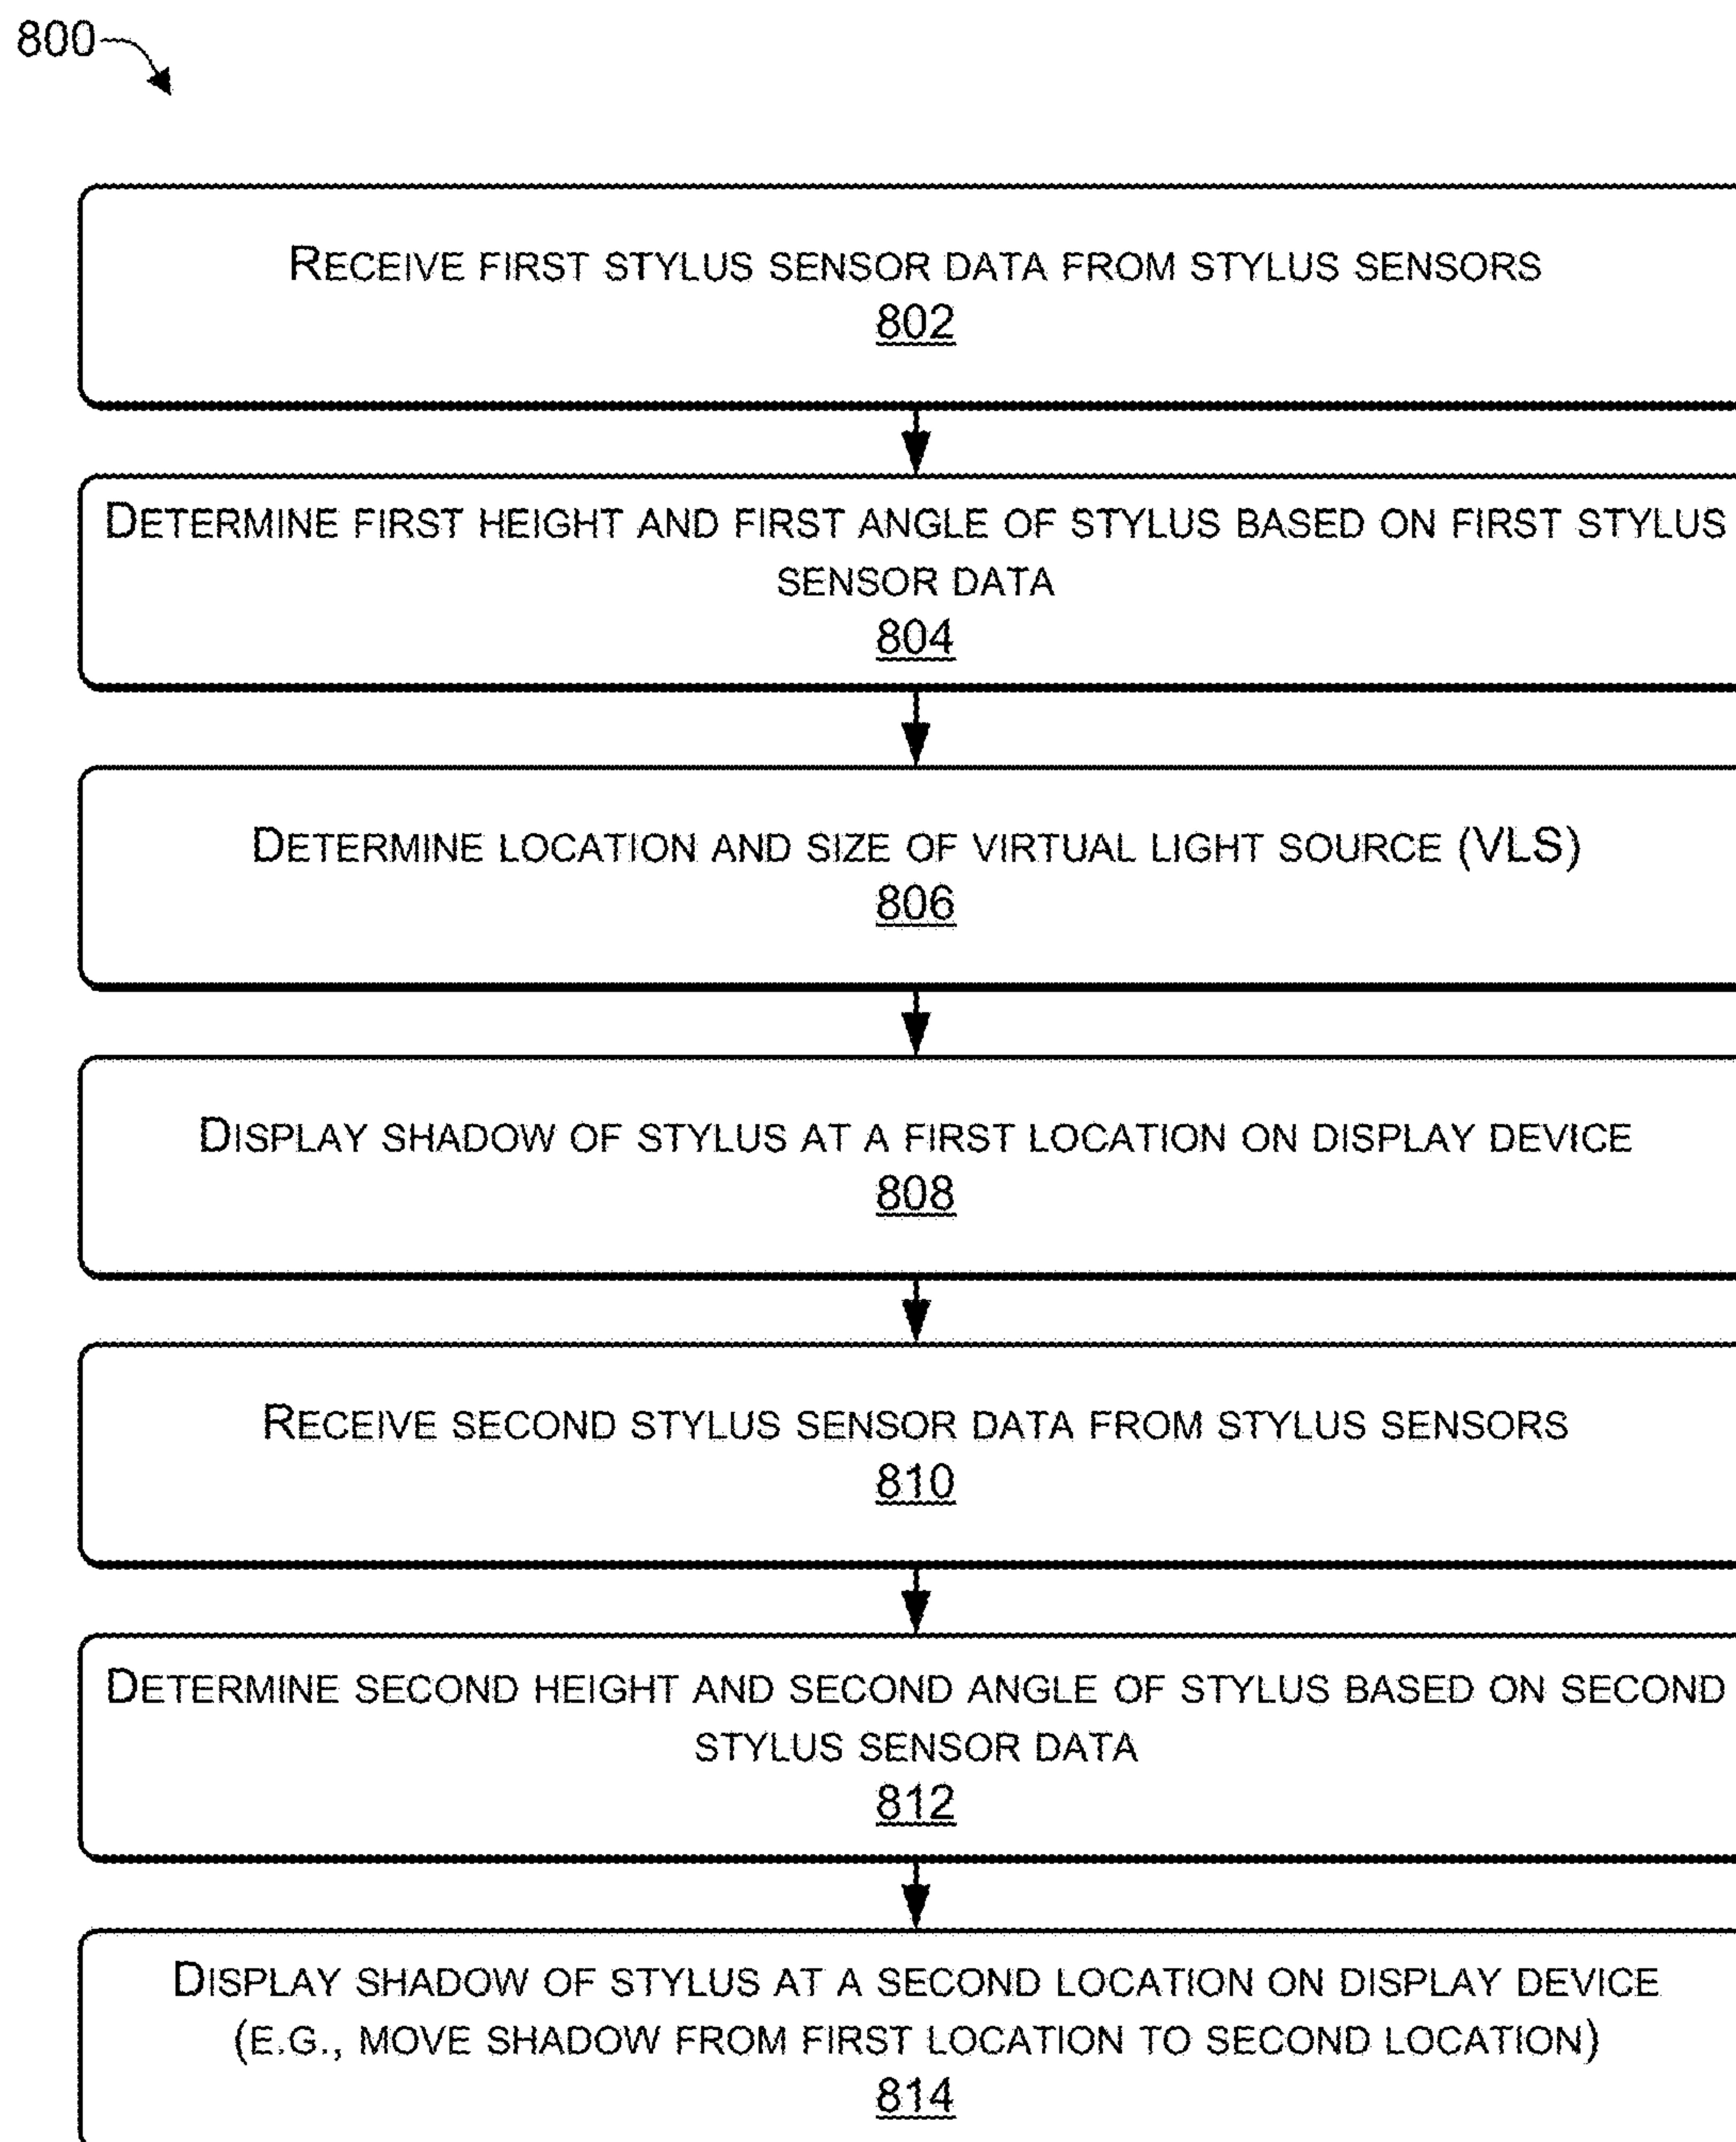 800
RECEIVE FIRST STYLUS SENSOR DATA FROM STYLUS SENSORS
802
DETERMINE FIRST HEIGHT AND FIRST ANGLE OF STYLUS BASED ON FIRST STYLUS
SENSOR DATA
804
DETERMINE LOCATION AND SIZE OF VIRTUAL LIGHT SOURCE (VLS)
806
DISPLAY SHADOW OF STYLUS AT A FIRST LOCATION ON DISPLAY DEVICE
808
RECEIVE SECOND STYLUS SENSOR DATA FROM STYLUS SENSORS
810
DETERMINE SECOND HEIGHT AND SECOND ANGLE OF STYLUS BASED ON SECOND
STYLUS SENSOR DATA
812
DISPLAY SHADOW OF STYLUS AT A SECOND LOCATION ON DISPLAY DEVICE
(E.G., MOVE SHADOW FROM FIRST LOCATION TO SECOND LOCATION)
814